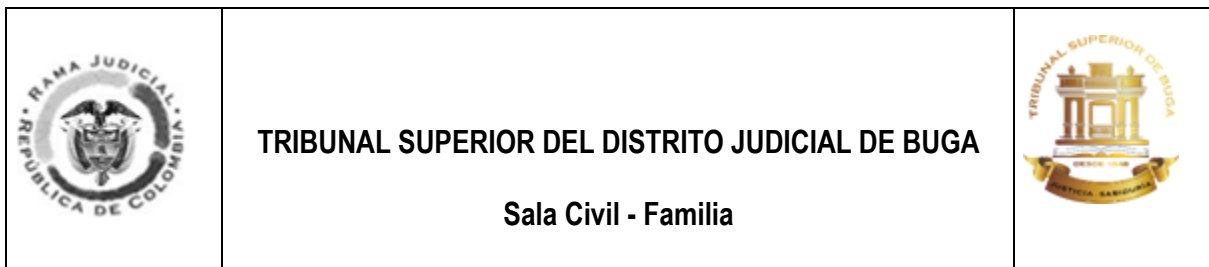 RAMA JUDICIAL
REPÚBLICA DE COLOMBIA
TRIBUNAL SUPERIOR DEL DISTRITO JUDICIAL DE BUGA
Sala Civil - Familia
TRIBUNAL SUPERIOR DE BUGA
JUSTICIA SABIDURÍA